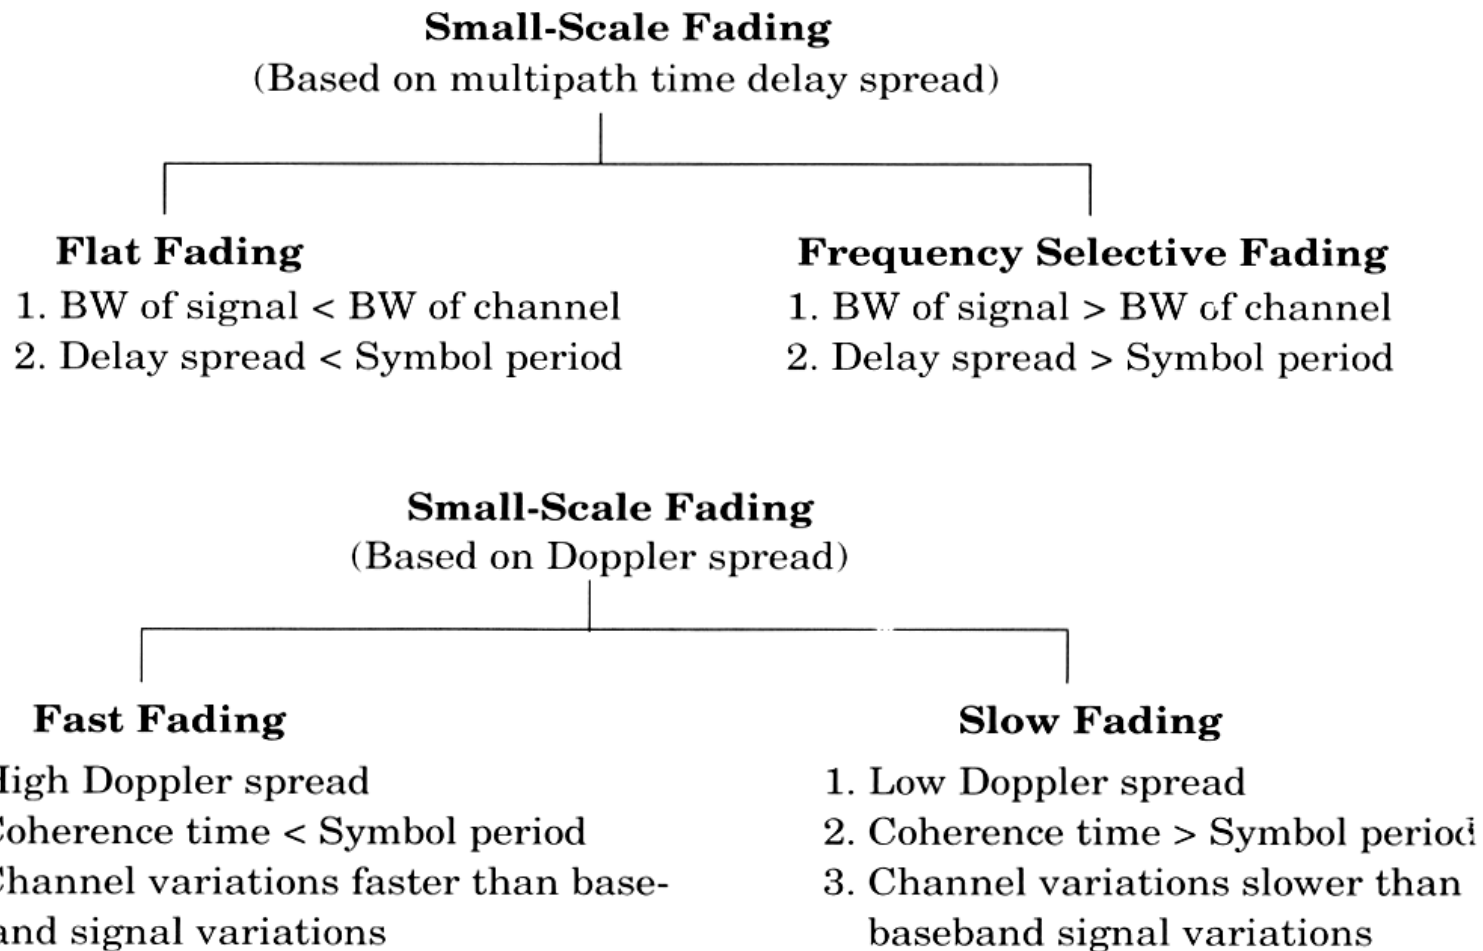 Small-Scale Fading
(Based on multipath time delay spread)
Flat Fading
1. BW of signal < BW of channel
2. Delay spread < Symbol period
Frequency Selective Fading
1. BW of signal > BW of channel
2. Delay spread > Symbol period
Small-Scale Fading
(Based on Doppler spread)
Fast Fading
High Doppler spread
Coherence time < Symbol period
Channel variations faster than base-
and signal variations
Slow Fading
1. Low Doppler spread
2. Coherence time > Symbol period
3. Channel variations slower than
baseband signal variations